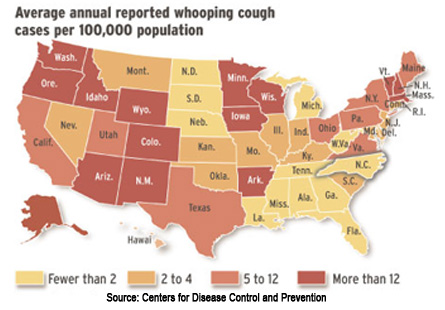 Average annual reported whooping cough
cases per 100,000 population
Wash.
Ore.
Idaho
Mont.
N.D.
Minn.
Wis.
Mich.
Vt.
Maine
N.H.
Mass.
Conn.
R.I.
N.Y.
Wyo.
S.D.
Iowa
Neb.
Nev.
Utah
Colo.
Calif.
Kan.
Mo.
Ill.
Ind.
Ohio
Pa.
N.J.
Del.
Md.
W.Va.
Va.
Ky.
Ariz.
N.M.
Okla.
Ark.
Tenn.
N.C.
S.C.
Texas
La.
Miss.
Ala.
Ga.
Fla.
Alaska
Hawaii
Fewer than 2
2 to 4
5 to 12
More than 12
Source: Centers for Disease Control and Prevention